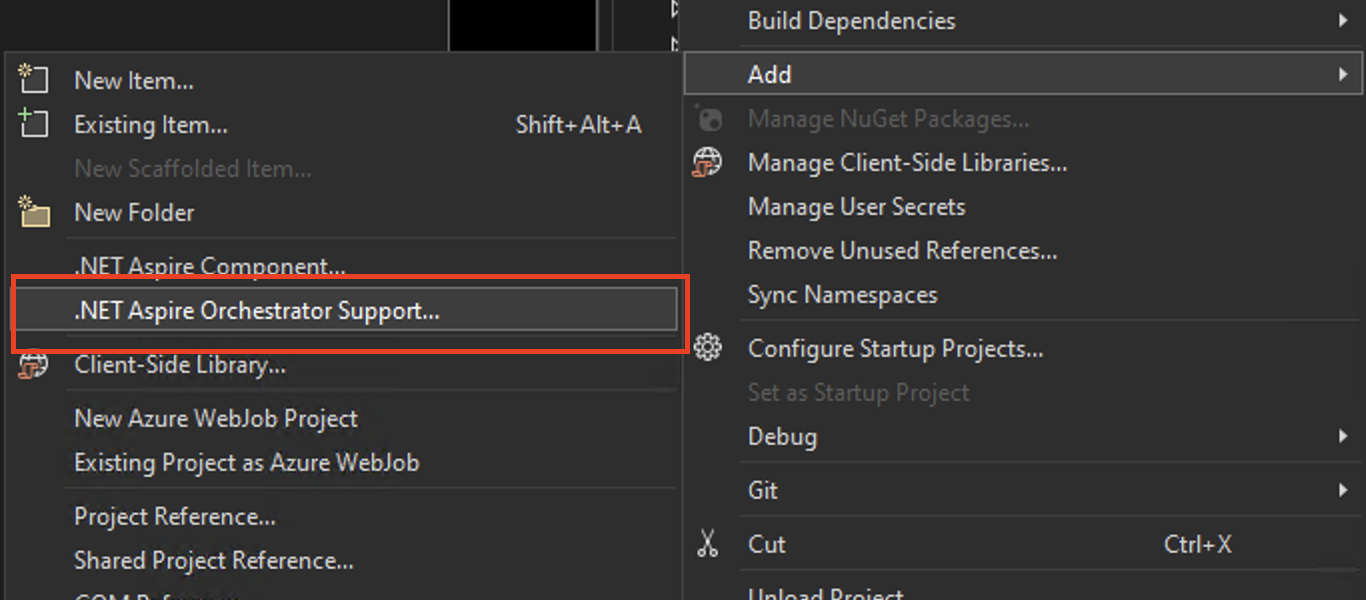 New Item...
Existing Item... Shift+Alt+A
New Scaffolded Item...
New Folder
.NET Aspire Component...
.NET Aspire Orchestrator Support...
Client-Side Library...
New Azure WebJob Project
Existing Project as Azure WebJob
Project Reference...
Shared Project Reference...
Build Dependencies
Add
Manage NuGet Packages...
Manage Client-Side Libraries...
Manage User Secrets
Remove Unused References...
Sync Namespaces
Configure Startup Projects...
Set as Startup Project
Debug
Git
Cut Ctrl+X
Unload Project